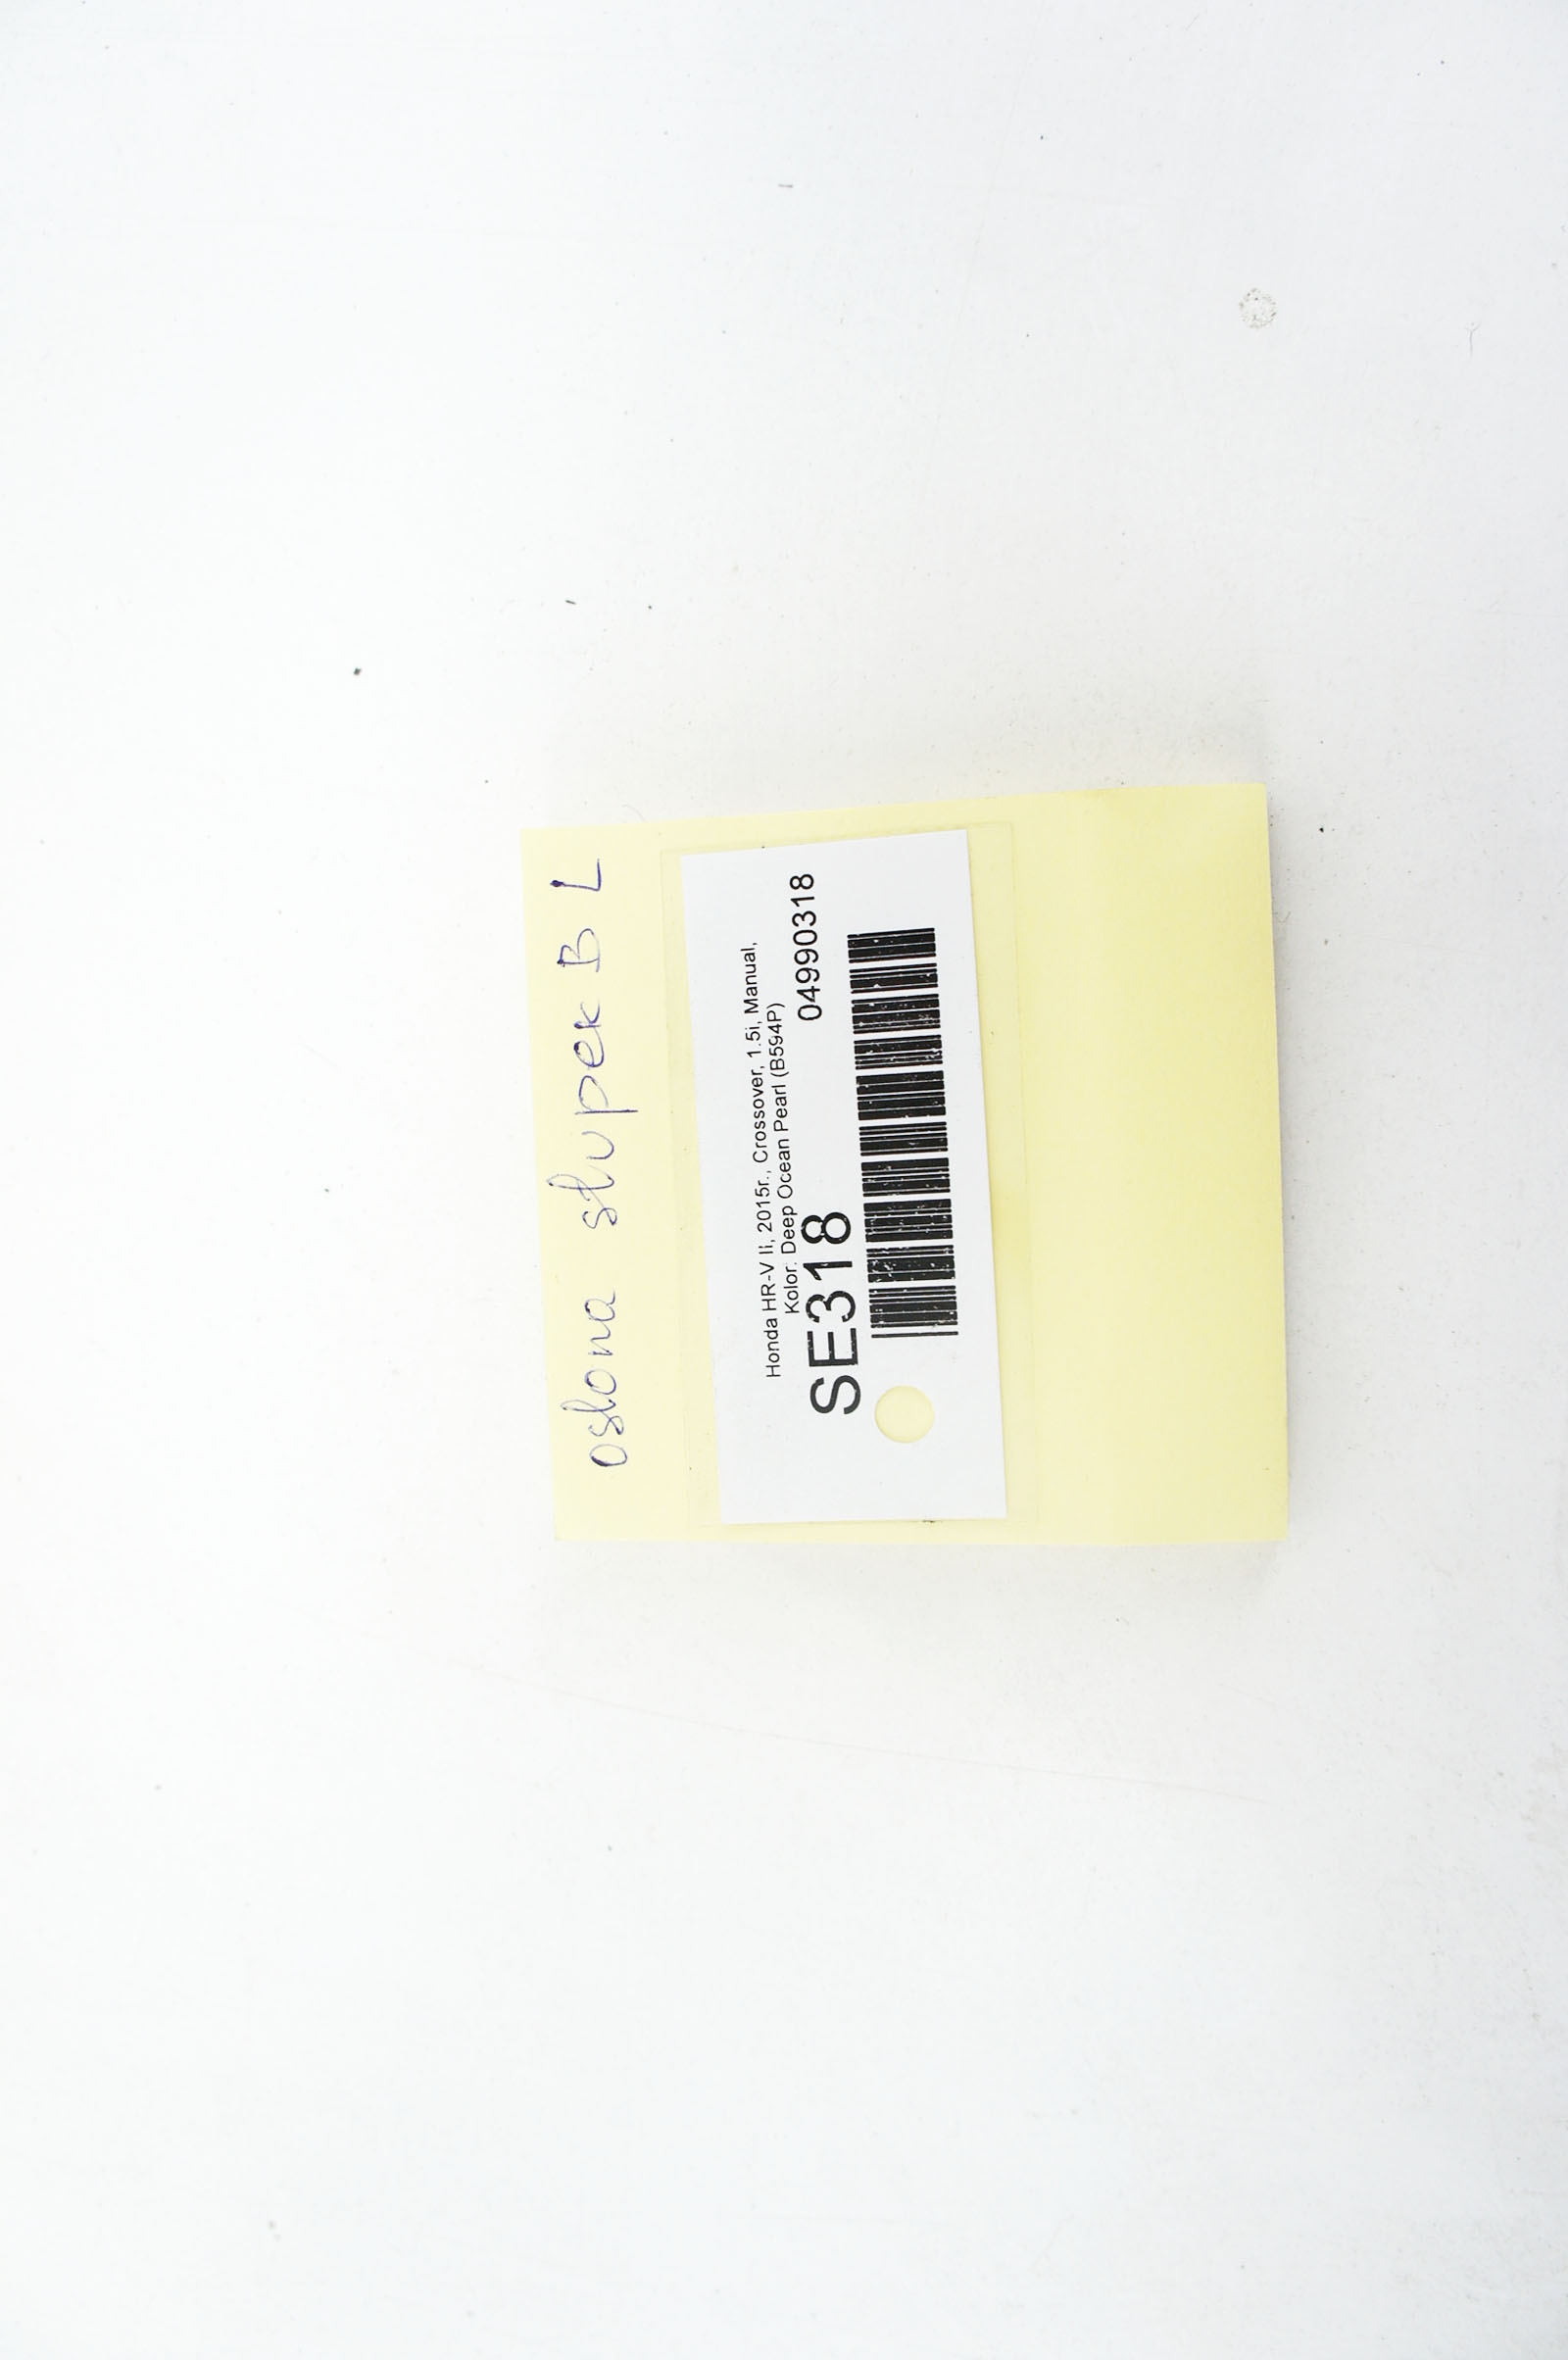 osłona słupek B L
Honda HR-V II, 2015r., Crossover, 1.5i, Manual,
Kolor: Deep Ocean Pearl (B594P)
SE318 04990318